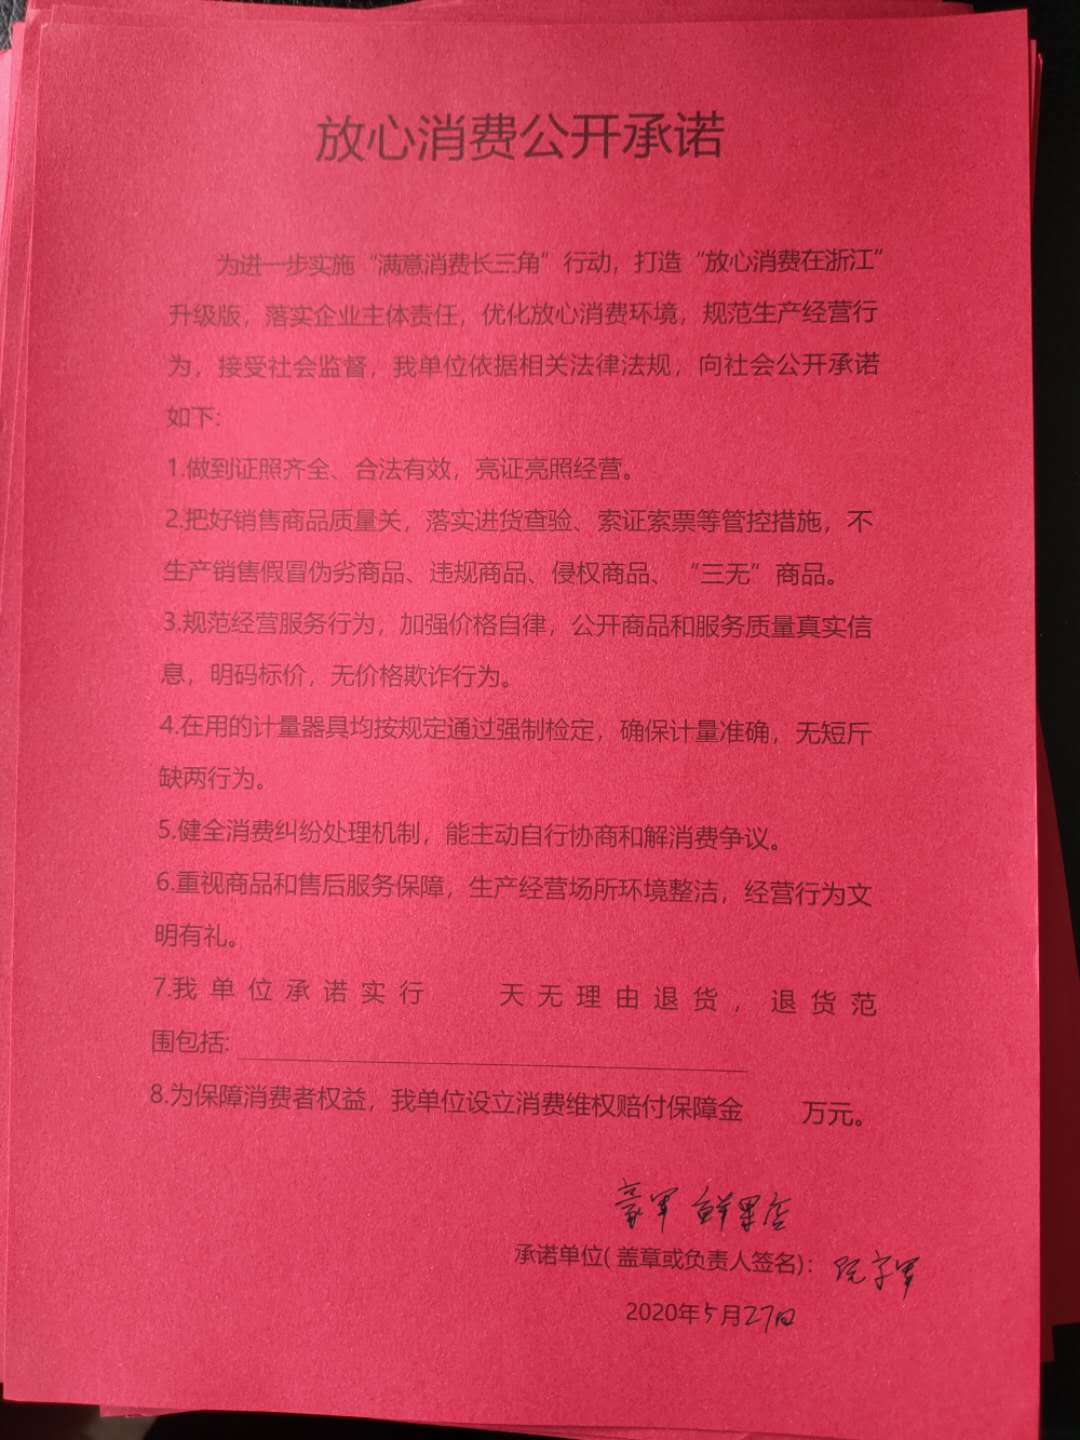 放心消费公开承诺
为进一步实施“满意消费长三角”行动，打造“放心消费在浙江”
升级版，落实企业主体责任，优化放心消费环境，规范生产经营行
为，接受社会监督，我单位依据相关法律法规，向社会公开承诺
如下:
1.做到证照齐全、合法有效，亮证亮照经营。
2.把好销售商品质量关，落实进货查验、索证索票等管控措施，不
生产销售假冒伪劣商品、违规商品、侵权商品、“三无”商品。
3.规范经营服务行为，加强价格自律，公开商品和服务质量真实信
息，明码标价，无价格欺诈行为。
4.在用的计量器具均按规定通过强制检定，确保计量准确，无短斤
缺两行为。
5.健全消费纠纷处理机制，能主动自行协商和解消费争议。
6.重视商品和售后服务保障，生产经营场所环境整洁，经营行为文
明有礼。
7.我单位承诺实行 天无理由退货，退货范
围包括:
8.为保障消费者权益，我单位设立消费维权赔付保障金 万元。
豪军鲜果店
承诺单位(盖章或负责人签名)：
2020年5月27日